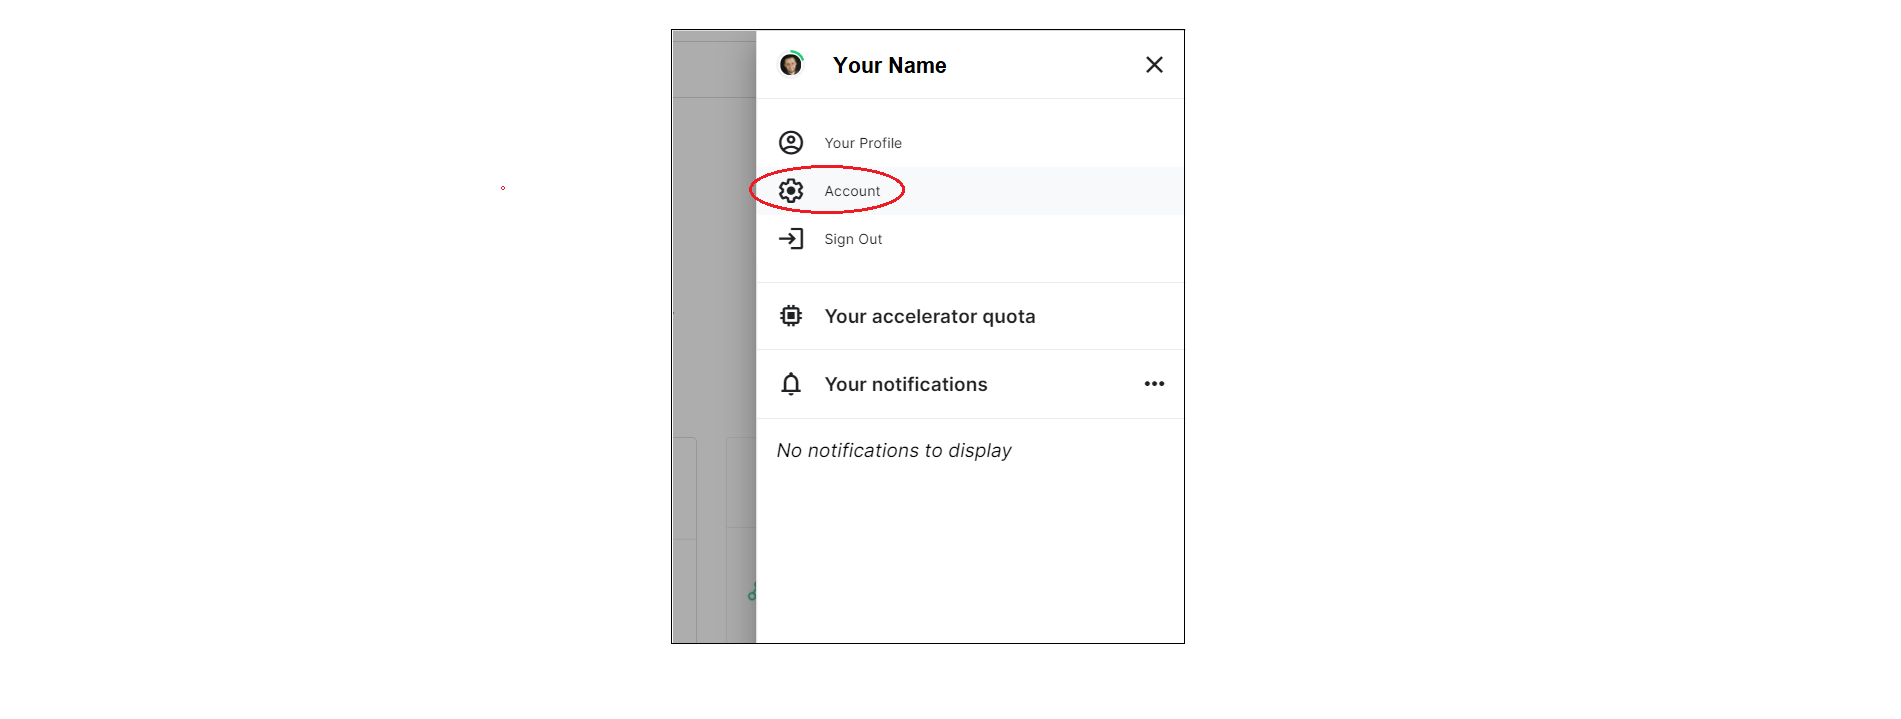 Your Name
Your Profile
Account
Sign Out
Your accelerator quota
Your notifications
No notifications to display